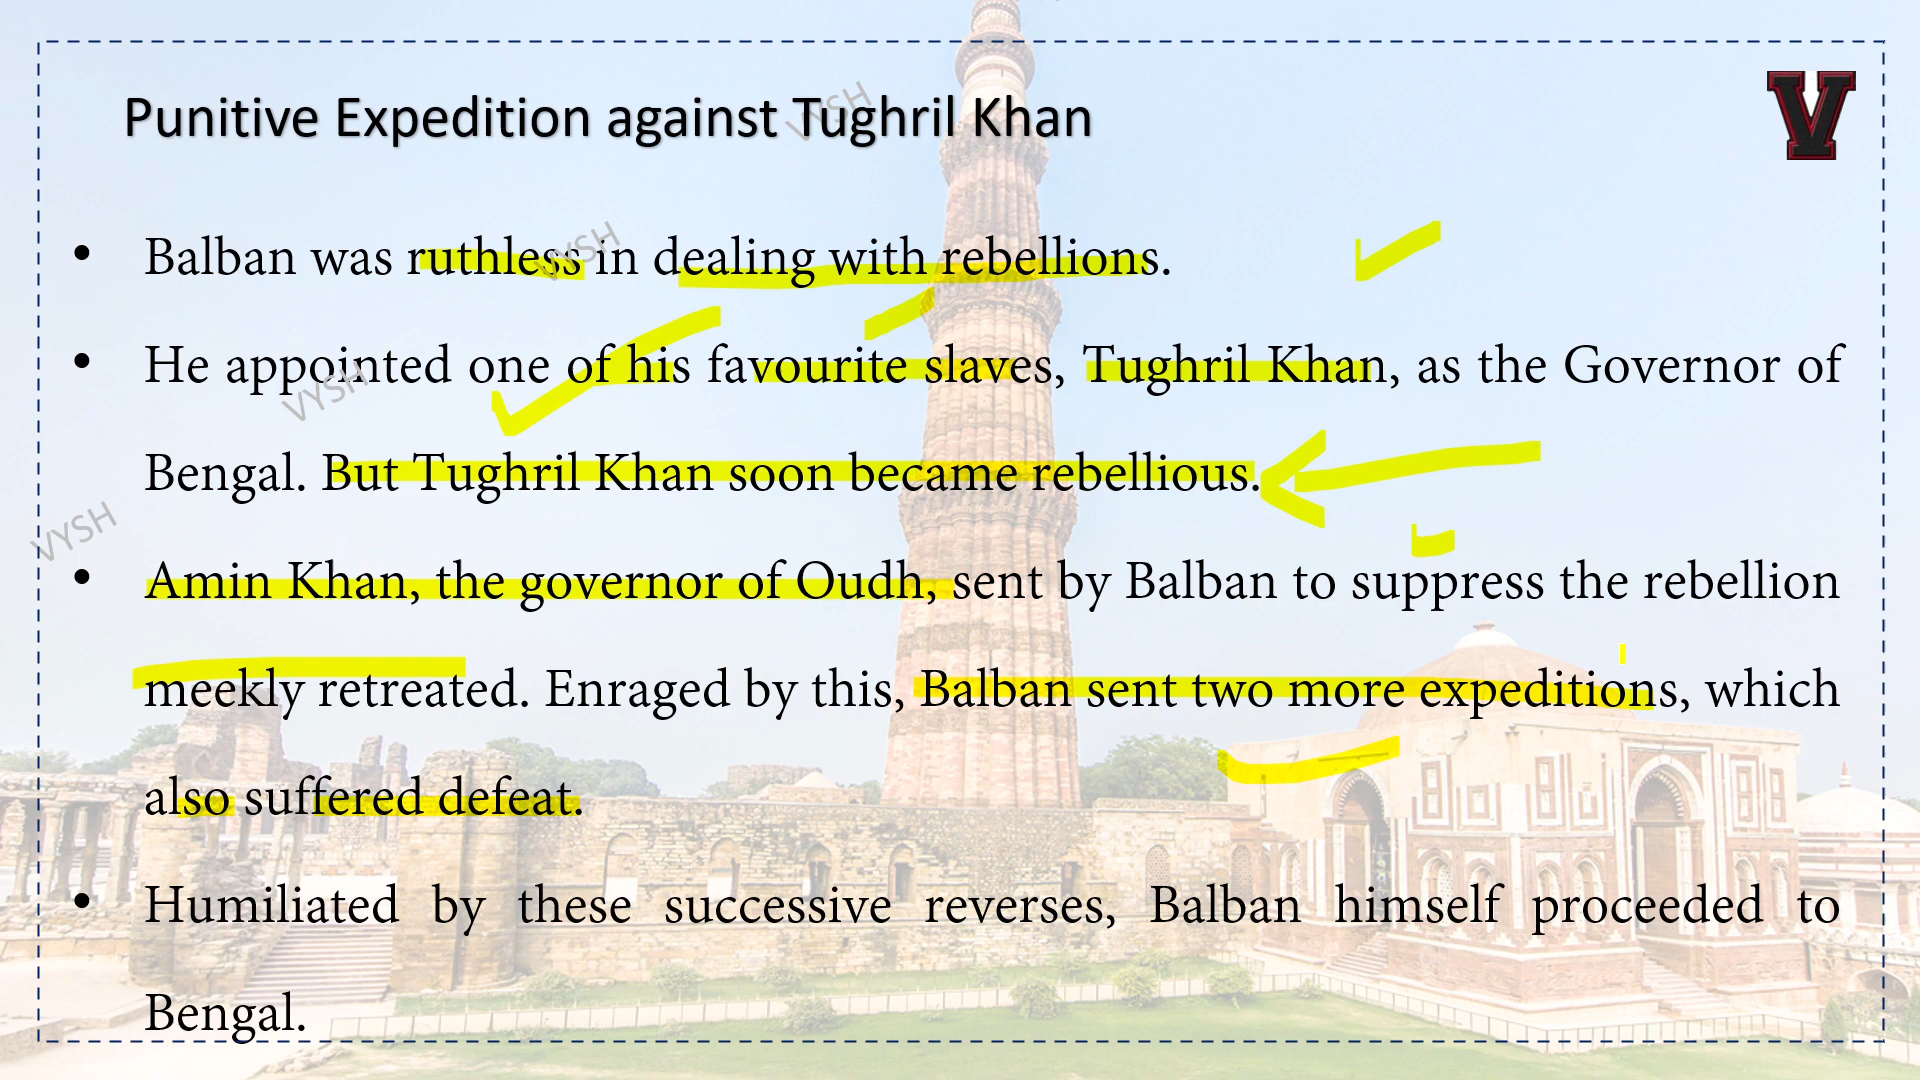 Punitive Expedition against Tughril Khan
V
VYSH
• Balban was ruthless in dealing with rebellions.
VYSH
• He appointed one of his favourite slaves, Tughril Khan, as the Governor of
VYSH
Bengal. But Tughril Khan soon became rebellious.
VYSH
• Amin Khan, the governor of Oudh, sent by Balban to suppress the rebellion
meekly retreated. Enraged by this, Balban sent two more expeditions, which
also suffered defeat.
• Humiliated by these successive reverses, Balban himself proceeded to
Bengal.